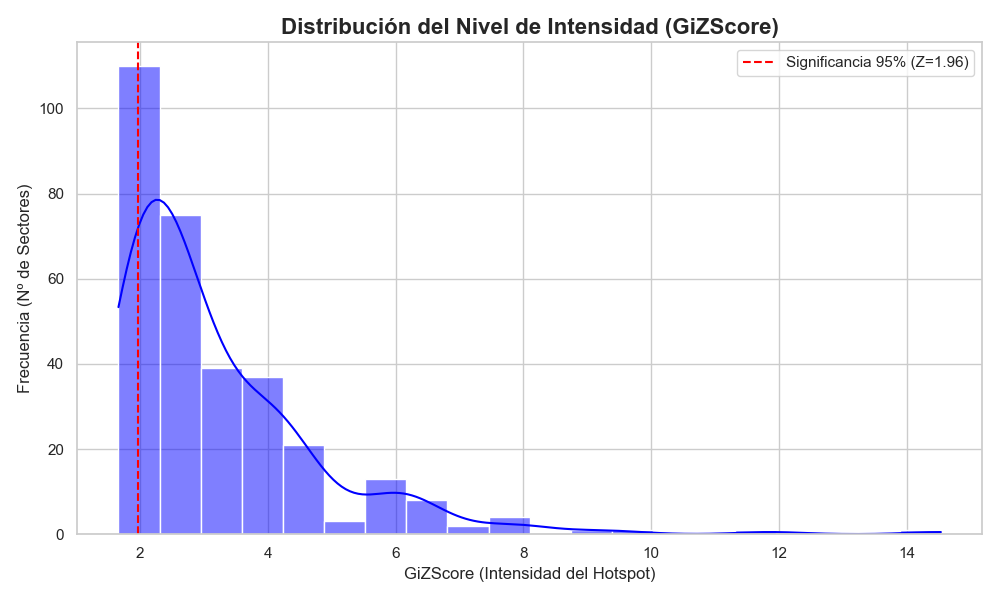 Distribución del Nivel de Intensidad (GiZScore)
Significancia 95% (Z=1.96)
Frecuencia (Nº de Sectores)
100
80
60
40
20
0
2 4 6 8 10 12 14
GiZScore (Intensidad del Hotspot)